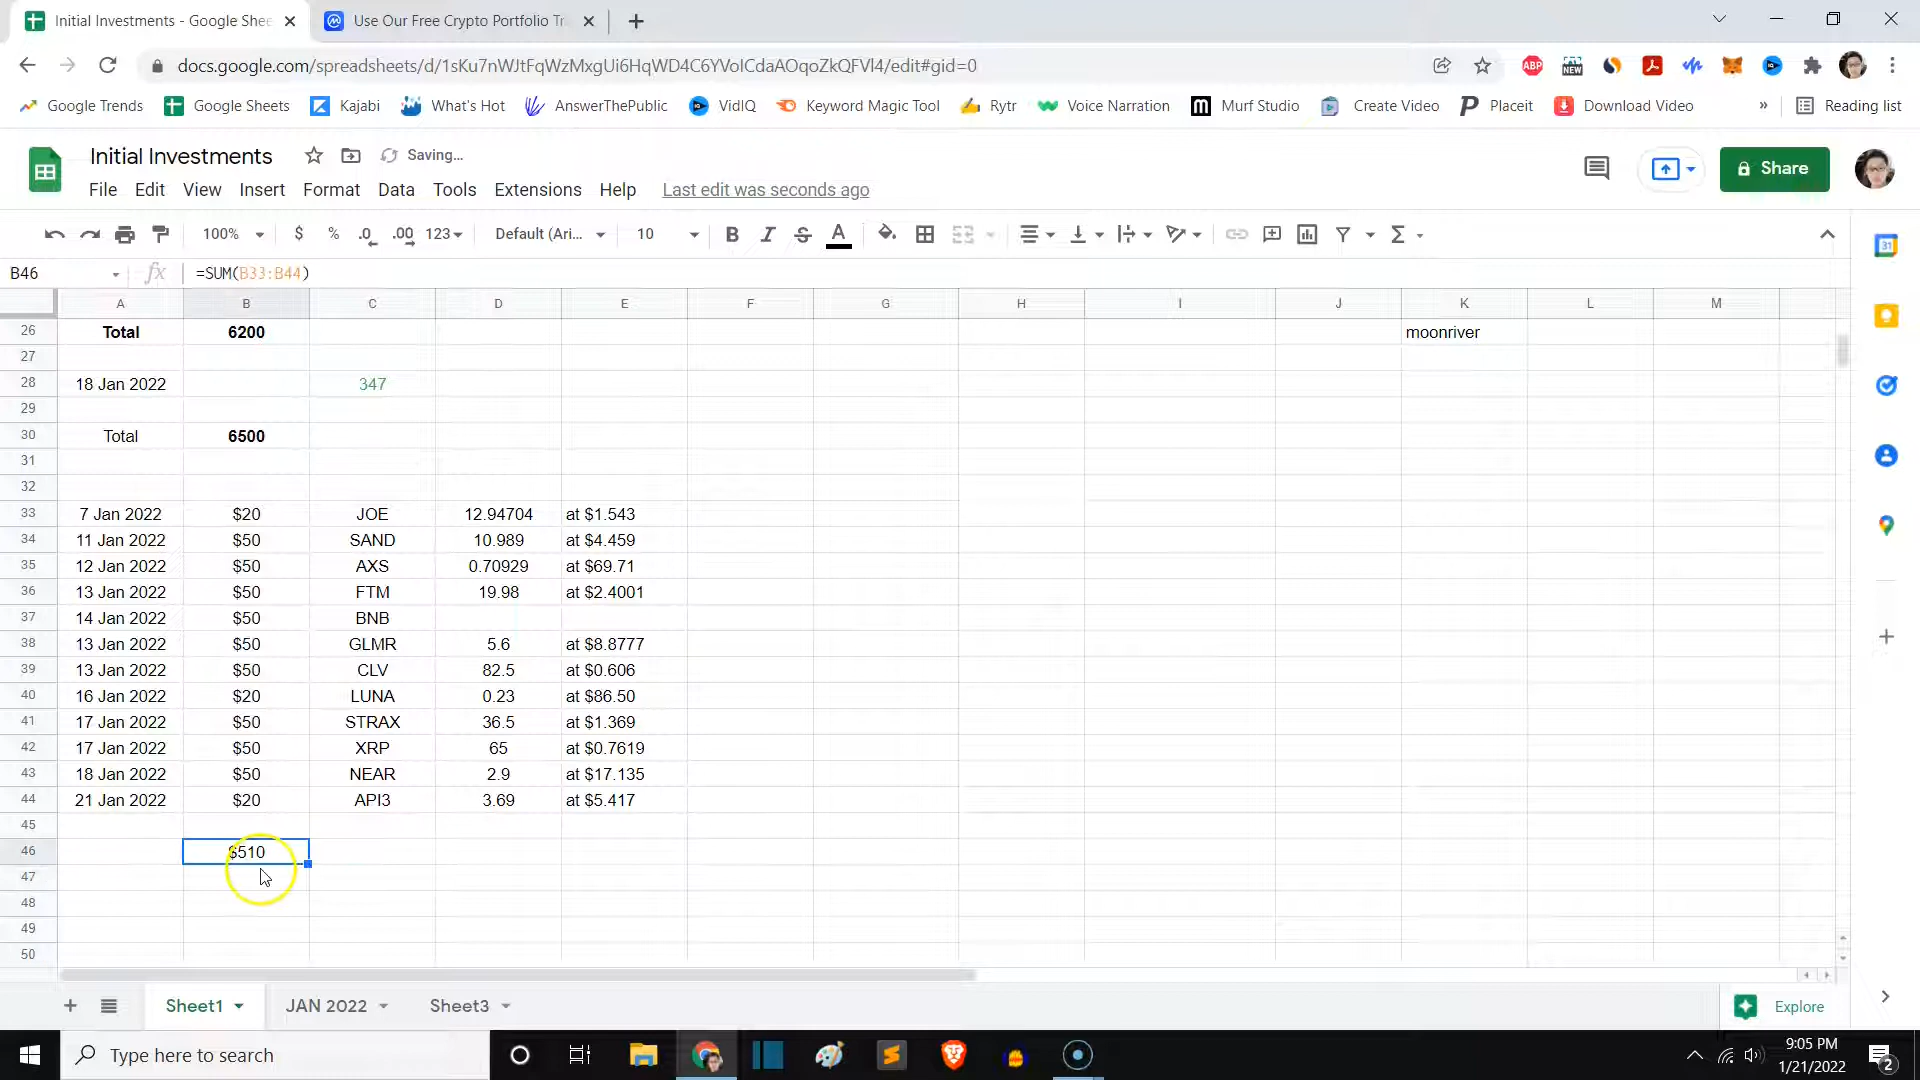 Initial Investments - Google Shee
Use Our Free Crypto Portfolio Tr
docs.google.com/spreadsheets/d/1sKu7nWJtFqWzMxgUi6HqWD4C6YVolCdaAOqoZkQFVl4/edit#gid=0
ABP NEW
Google Trends Google Sheets Kajabi What's Hot AnswerThePublic VidIQ Keyword Magic Tool Rytr Voice Narration Murf Studio Create Video Placeit Download Video » Reading list
Initial Investments Saving... Share
File Edit View Insert Format Data Tools Extensions Help Last edit was seconds ago
100% $ % .0 .00 123 Default (Ari... 10 B I S A Σ
B46 fx =SUM(B33:B44)
A B C D E F G H I J K L M
26 Total 6200 moonriver
27
28 18 Jan 2022 347
29
30 Total 6500
31
32
33 7 Jan 2022 $20 JOE 12.94704 at $1.543
34 11 Jan 2022 $50 SAND 10.989 at $4.459
35 12 Jan 2022 $50 AXS 0.70929 at $69.71
36 13 Jan 2022 $50 FTM 19.98 at $2.4001
37 14 Jan 2022 $50 BNB
38 13 Jan 2022 $50 GLMR 5.6 at $8.8777
39 13 Jan 2022 $50 CLV 82.5 at $0.606
40 16 Jan 2022 $20 LUNA 0.23 at $86.50
41 17 Jan 2022 $50 STRAX 36.5 at $1.369
42 17 Jan 2022 $50 XRP 65 at $0.7619
43 18 Jan 2022 $50 NEAR 2.9 at $17.135
44 21 Jan 2022 $20 API3 3.69 at $5.417
45
46 $510
47
48
49
50
Sheet1 JAN 2022 Sheet3 Explore
Type here to search
9:05 PM
1/21/2022
2